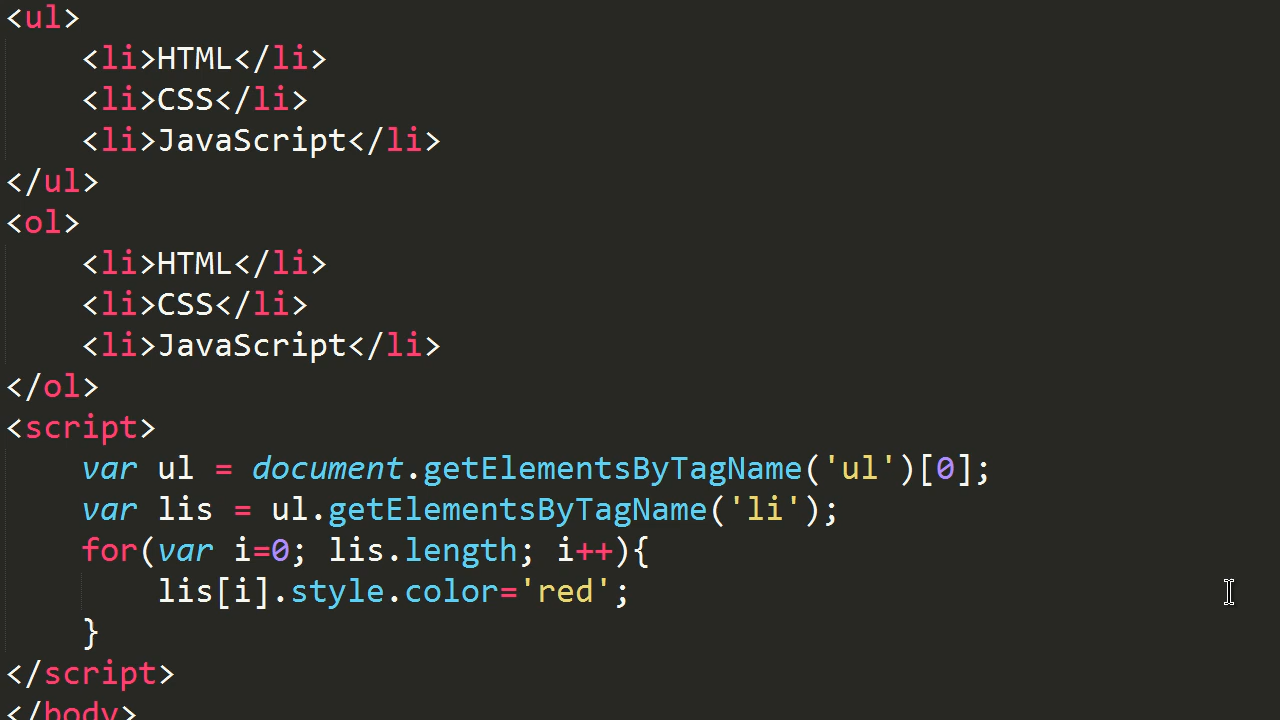 <ul>
    <li>HTML</li>
    <li>CSS</li>
    <li>JavaScript</li>
</ul>
<ol>
    <li>HTML</li>
    <li>CSS</li>
    <li>JavaScript</li>
</ol>
<script>
    var ul = document.getElementsByTagName('ul')[0];
    var lis = ul.getElementsByTagName('li');
    for(var i=0; lis.length; i++){
        lis[i].style.color='red';
    }
</script>
</body>